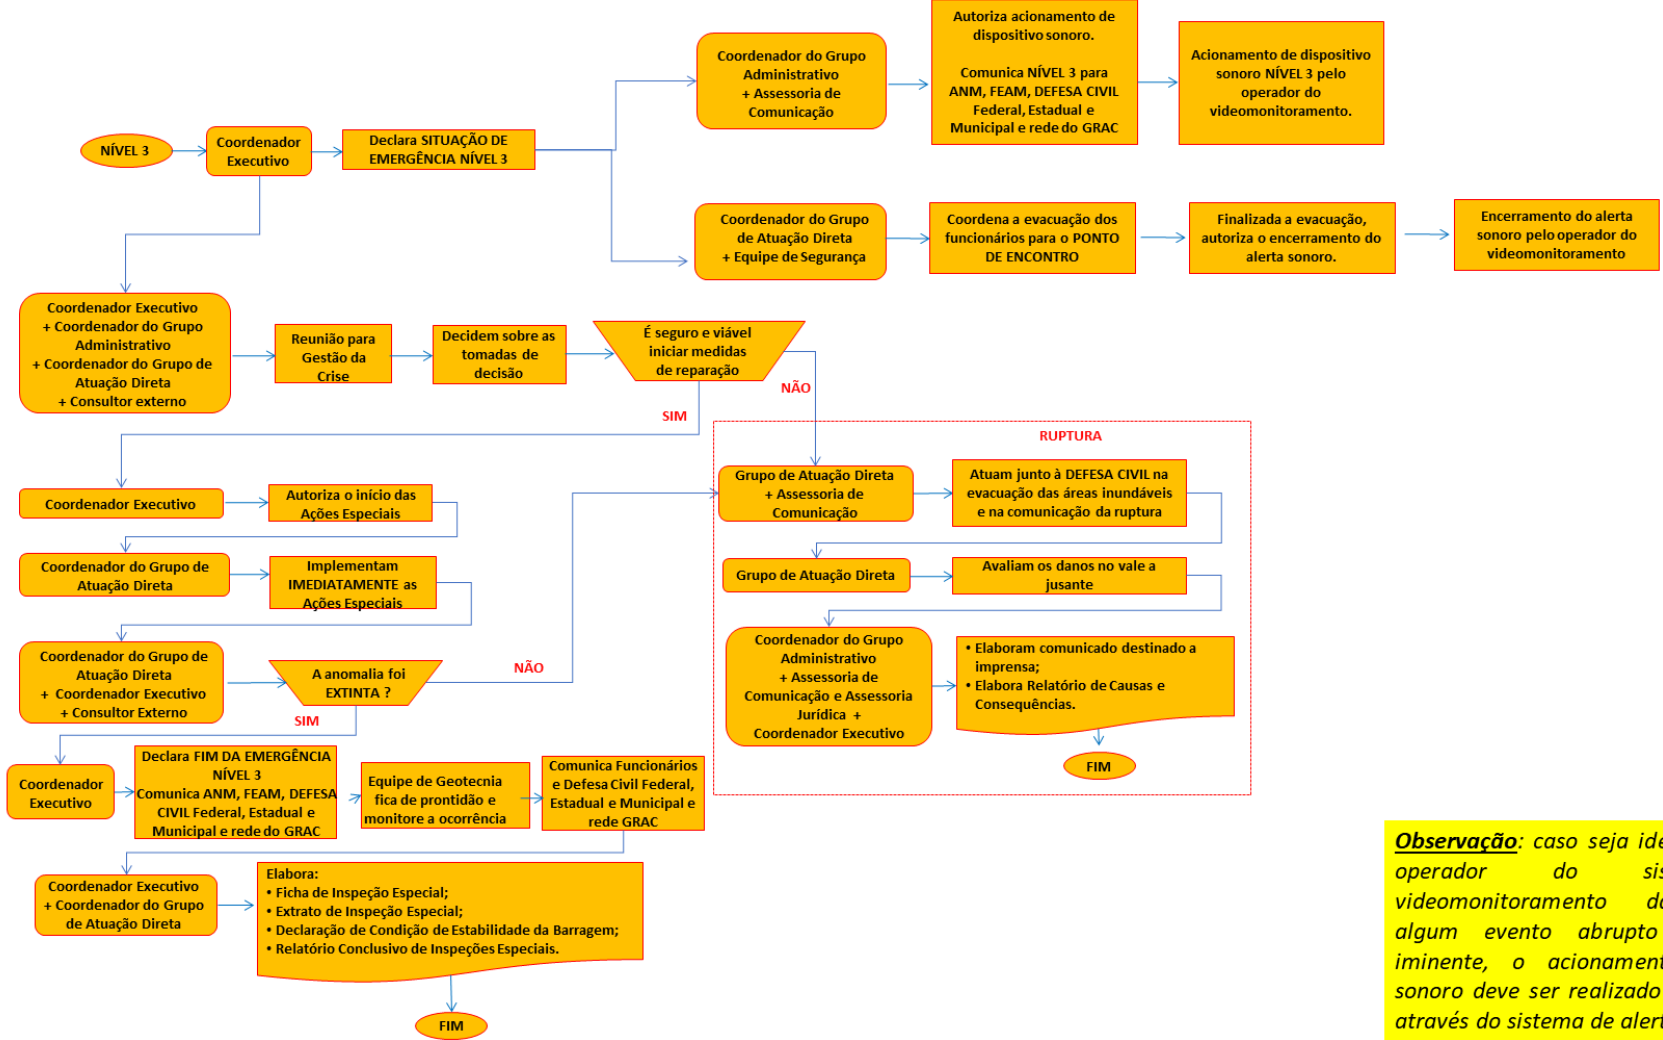 Autoriza acionamento de
dispositivo sonoro.
Comunica NÍVEL 3 para
ANM, FEAM, DEFESA CIVIL
Federal, Estadual e
Municipal e rede do GRAC
Coordenador do Grupo
Administrativo
+ Assessoria de
Comunicação
Acionamento de dispositivo
sonoro NÍVEL 3 pelo
operador do
videomonitoramento.
NÍVEL 3
Coordenador
Executivo
Declara SITUAÇÃO DE
EMERGÊNCIA NÍVEL 3
Coordenador do Grupo
de Atuação Direta
+ Equipe de Segurança
Coordena a evacuação dos
funcionários para o PONTO
DE ENCONTRO
Finalizada a evacuação,
autoriza o encerramento do
alerta sonoro.
Encerramento do alerta
sonoro pelo operador do
videomonitoramento
Coordenador Executivo
+ Coordenador do Grupo
Administrativo
+ Coordenador do Grupo de
Atuação Direta
+ Consultor externo
Reunião para
Gestão da
Crise
Decidem sobre as
tomadas de
decisão
É seguro e viável
iniciar medidas
de reparação
NÃO
SIM
RUPTURA
Coordenador Executivo
Autoriza o início das
Ações Especiais
Grupo de Atuação Direta
+ Assessoria de
Comunicação
Atuam junto à DEFESA CIVIL na
evacuação das áreas inundáveis
e na comunicação da ruptura
Coordenador do Grupo de
Atuação Direta
Implementam
IMEDIATAMENTE as
Ações Especiais
Grupo de Atuação Direta
Avaliam os danos no vale a
jusante
Coordenador do Grupo de
Atuação Direta
+ Coordenador Executivo
+ Consultor Externo
A anomalia foi
EXTINTA ?
NÃO
SIM
Coordenador do Grupo
Administrativo
+ Assessoria de
Comunicação e Assessoria
Jurídica +
Coordenador Executivo
• Elaboram comunicado destinado a
imprensa;
• Elabora Relatório de Causas e
Consequências.
FIM
Coordenador
Executivo
Declara FIM DA EMERGÊNCIA
NÍVEL 3
Comunica ANM, FEAM, DEFESA
CIVIL Federal, Estadual e
Municipal e rede do GRAC
Equipe de Geotecnia
fica de prontidão e
monitore a ocorrência
Comunica Funcionários
e Defesa Civil Federal,
Estadual e Municipal e
rede GRAC
Coordenador Executivo
+ Coordenador do Grupo
de Atuação Direta
Elabora:
• Ficha de Inspeção Especial;
• Extrato de Inspeção Especial;
• Declaração de Condição de Estabilidade da Barragem;
• Relatório Conclusivo de Inspeções Especiais.
FIM
Observação: caso seja
operador do
videomonitoramento
algum evento abrupto
iminente, o
sonoro deve ser realizado
através do sistema de